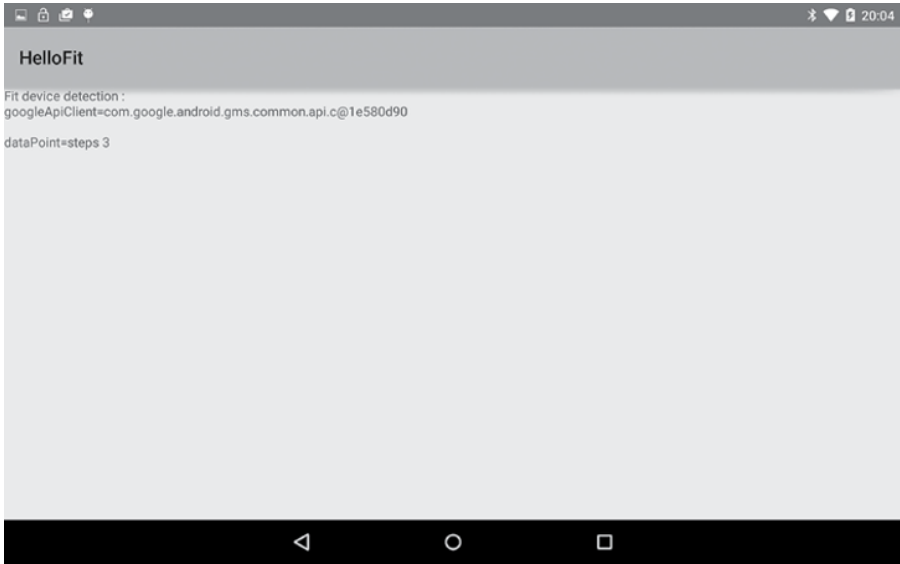 20:04
HelloFit
Fit device detection :
googleApiClient=com.google.android.gms.common.api.c@1e580d90
dataPoint=steps 3